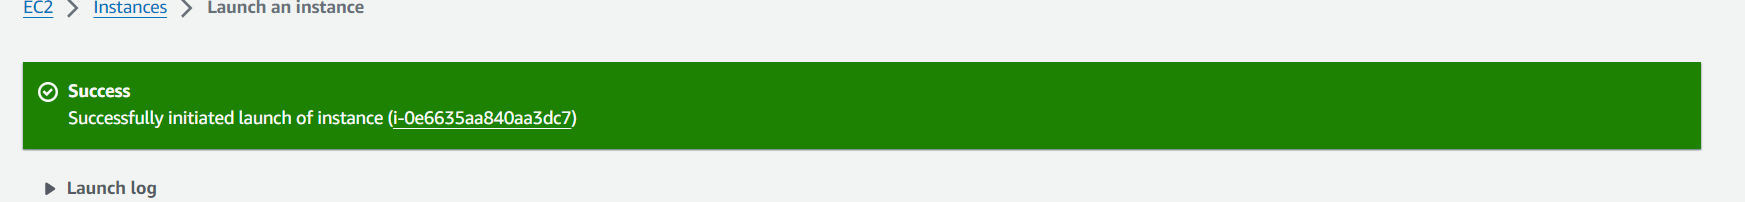 EC2 > Instances > Launch an instance
Success
Successfully initiated launch of instance (i-0e6635aa840aa3dc7)
Launch log